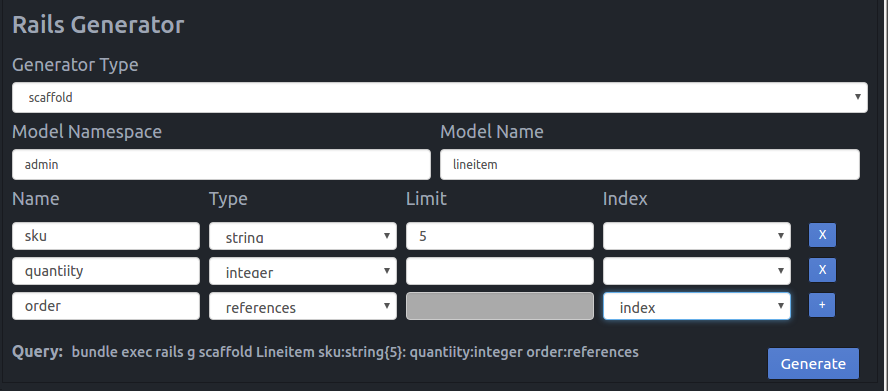 Rails Generator
Generator Type
scaffold
Model Namespace Model Name
admin lineitem
Name Type Limit Index
sku string 5 X
quantiity integer X
order references index +
Query: bundle exec rails g scaffold Lineitem sku:string{5}: quantiity:integer order:references
Generate